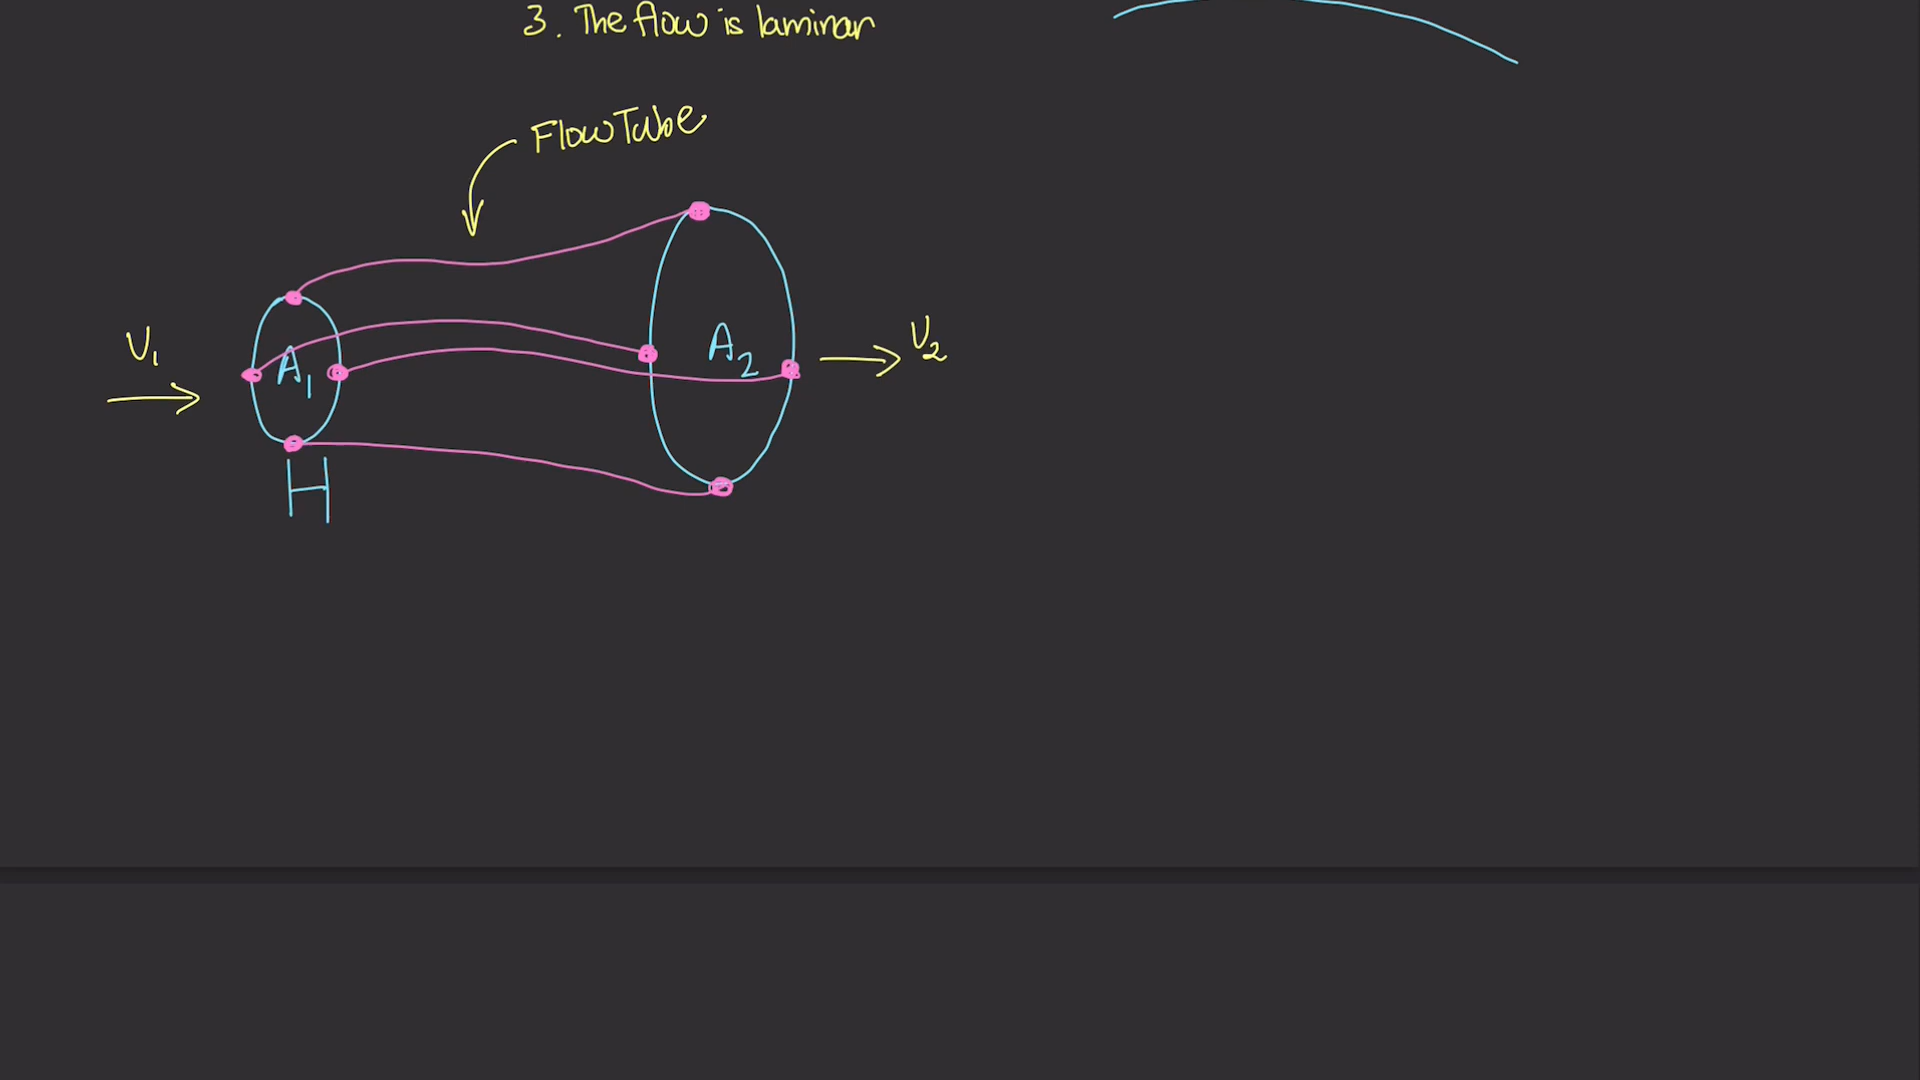 3. The flow is laminar
Flow Tube
V₁
A₁
A₂
V₂
H